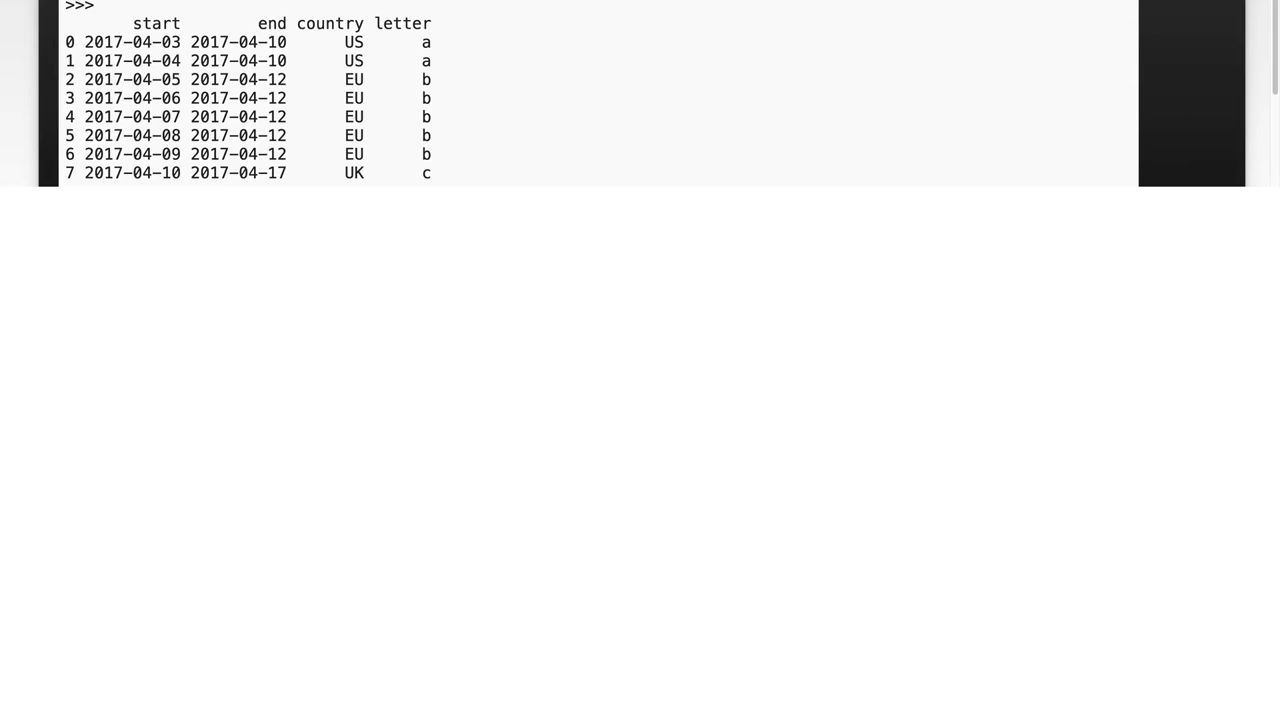 >>>
start end country letter
0 2017-04-03 2017-04-10 US a
1 2017-04-04 2017-04-10 US a
2 2017-04-05 2017-04-12 EU b
3 2017-04-06 2017-04-12 EU b
4 2017-04-07 2017-04-12 EU b
5 2017-04-08 2017-04-12 EU b
6 2017-04-09 2017-04-12 EU b
7 2017-04-10 2017-04-17 UK c